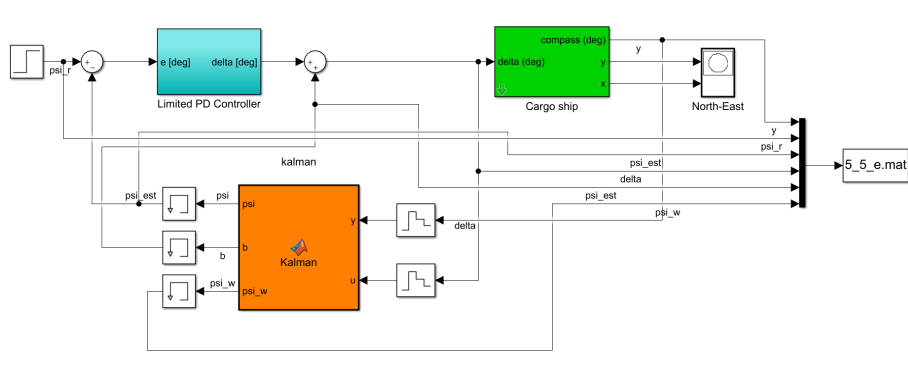 compass (deg)
y
psi_r
e [deg]
delta [deg]
delta (deg)
y
x
Limited PD Controller
Cargo ship
North-East
y
psi_r
kalman
psi_est
5_5_e.mat
delta
psi_est
psi
psi
psi_est
psi_w
y
delta
b
b
Kalman
psi_w
psi_w
u